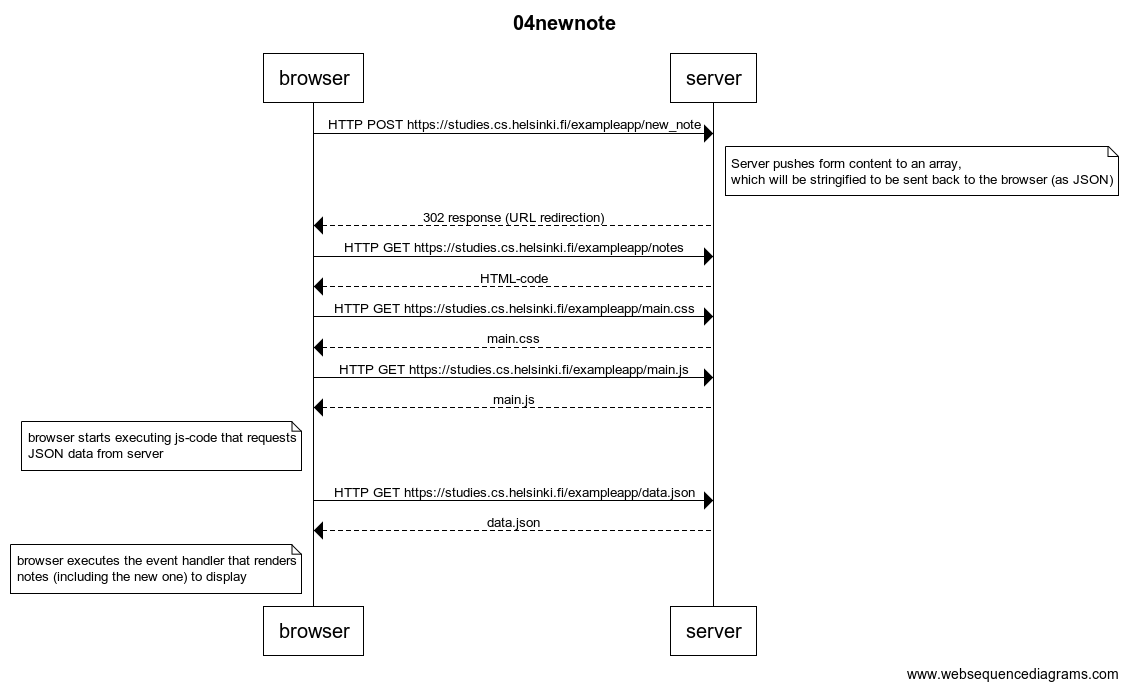 04newnote
browser
server
HTTP POST https://studies.cs.helsinki.fi/exampleapp/new_note
Server pushes form content to an array,
which will be stringified to be sent back to the browser (as JSON)
302 response (URL redirection)
HTTP GET https://studies.cs.helsinki.fi/exampleapp/notes
HTML-code
HTTP GET https://studies.cs.helsinki.fi/exampleapp/main.css
main.css
HTTP GET https://studies.cs.helsinki.fi/exampleapp/main.js
main.js
browser starts executing js-code that requests
JSON data from server
HTTP GET https://studies.cs.helsinki.fi/exampleapp/data.json
data.json
browser executes the event handler that renders
notes (including the new one) to display
browser
server
www.websequencediagrams.com